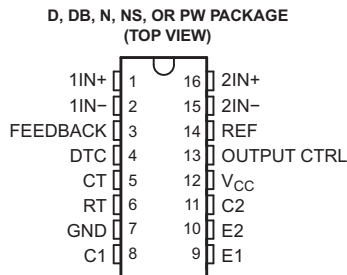 D, DB, N, NS, OR PW PACKAGE
(TOP VIEW)
1IN+ 1 16 2IN+
1IN− 2 15 2IN−
FEEDBACK 3 14 REF
DTC 4 13 OUTPUT CTRL
CT 5 12 VCC
RT 6 11 C2
GND 7 10 E2
C1 8 9 E1